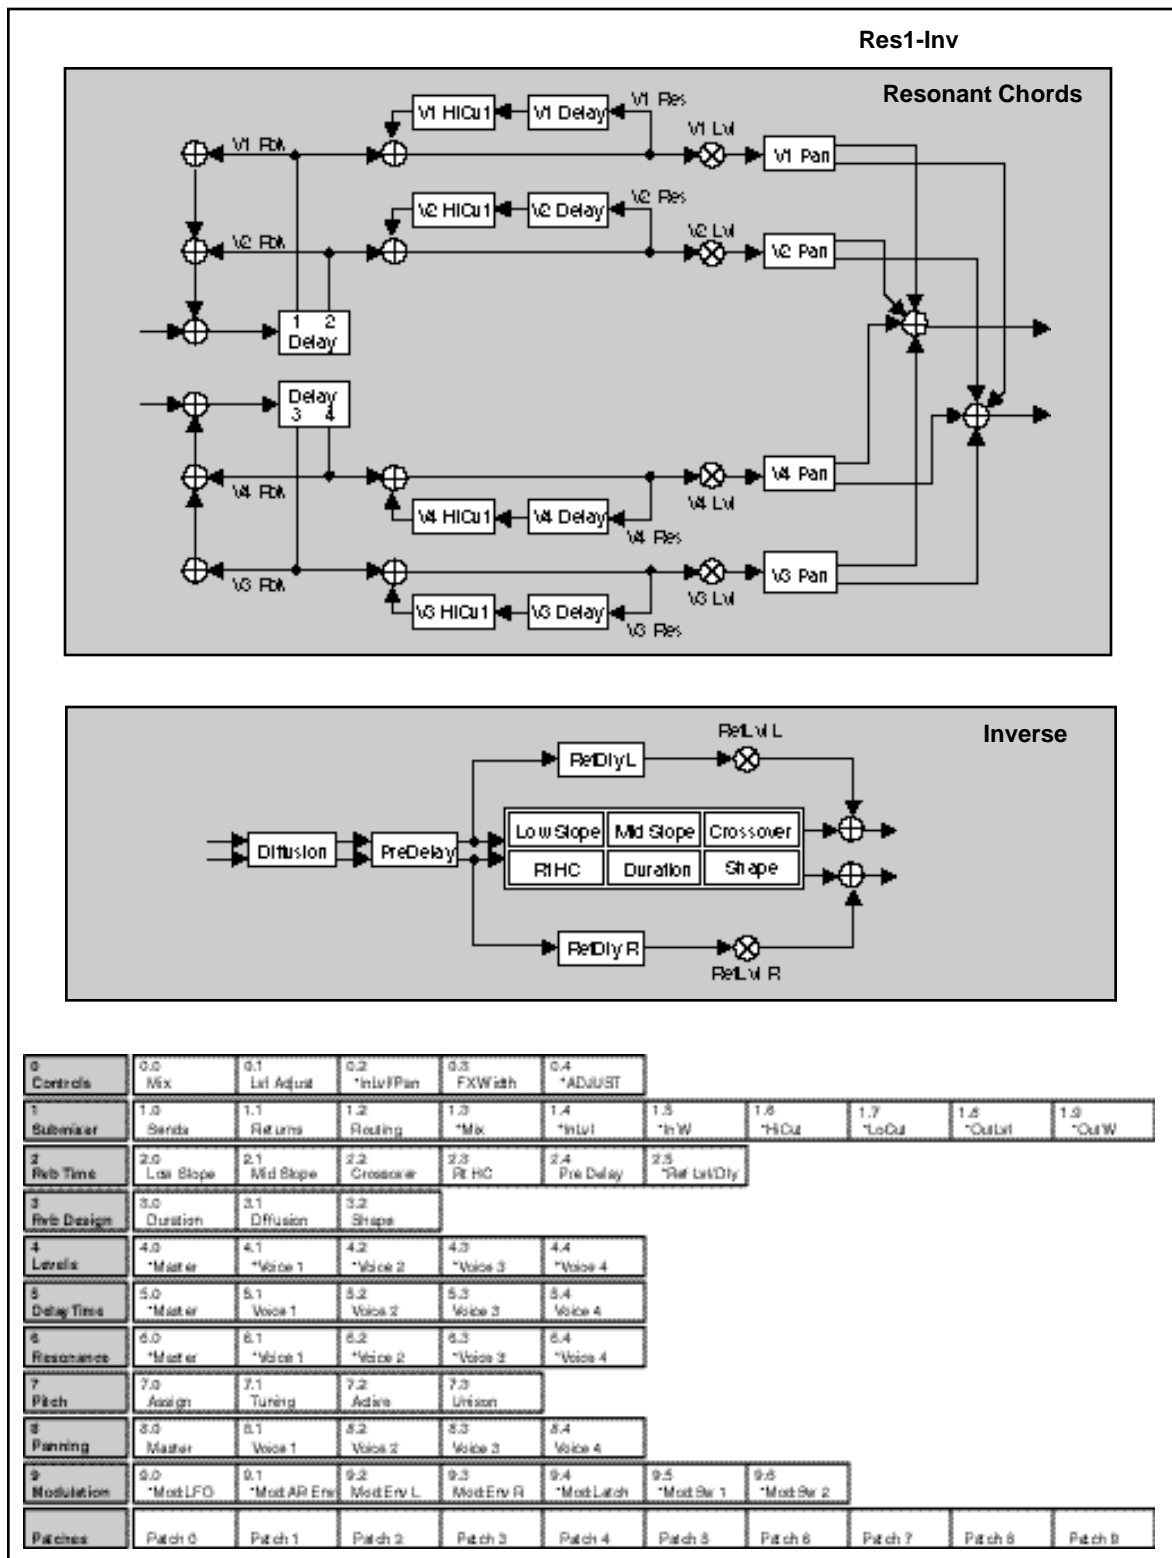 Res1-Inv
Resonant Chords
V1 HiCut V1 Delay V1 Res
V1 Fbk V1 Lvl V1 Pan
V2 HiCut V2 Delay V2 Res
V2 Fbk V2 Lvl V2 Pan
1 2
Delay
Delay
3 4
V4 Fbk V4 Lvl V4 Pan
V4 HiCut V4 Delay V4 Res
V3 Fbk V3 Lvl V3 Pan
V3 HiCut V3 Delay V3 Res
Inverse
RefLvl L
RefDly L
Diffusion PreDelay
Low Slope Mid Slope Crossover
Rt HC Duration Shape
RefDly R
RefLvl R
0 0.0 0.1 0.2 0.3 0.4
Controls Mix Lvl Adjust *InLvl/Pan FXWidth *ADJUST
1 1.0 1.1 1.2 1.3 1.4 1.5 1.6 1.7 1.8 1.9
Submixer Sends Returns Routing *Mix *InLvl *In W *HiCut *LoCut *OutLvl *Out W
2 2.0 2.1 2.2 2.3 2.4 2.5
Rvb Time Low Slope Mid Slope Crossover Rt HC Pre Delay *Ref Lvl/Dly
3 3.0 3.1 3.2
Rvb Design Duration Diffusion Shape
4 4.0 4.1 4.2 4.3 4.4
Levels *Master *Voice 1 *Voice 2 *Voice 3 *Voice 4
5 5.0 5.1 5.2 5.3 5.4
Delay Time *Master Voice 1 Voice 2 Voice 3 Voice 4
6 6.0 6.1 6.2 6.3 6.4
Resonance *Master *Voice 1 *Voice 2 *Voice 3 *Voice 4
7 7.0 7.1 7.2 7.3
Pitch Assign Tuning Active Unison
8 8.0 8.1 8.2 8.3 8.4
Panning Master Voice 1 Voice 2 Voice 3 Voice 4
9 9.0 9.1 9.2 9.3 9.4 9.5 9.6
Modulation *Mod:LFO *Mod:AR Env Mod:Env L Mod:Env R *Mod:Latch *Mod:Sw 1 *Mod:Sw 2
Patches Patch 0 Patch 1 Patch 2 Patch 3 Patch 4 Patch 5 Patch 6 Patch 7 Patch 8 Patch 9